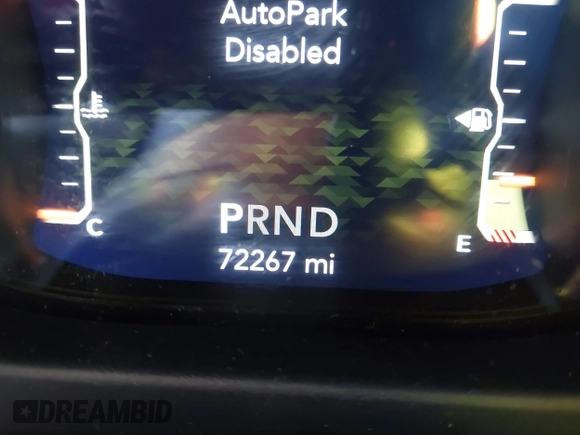 AutoPark
Disabled
C
E
PRND
72267 mi
DREAMBID